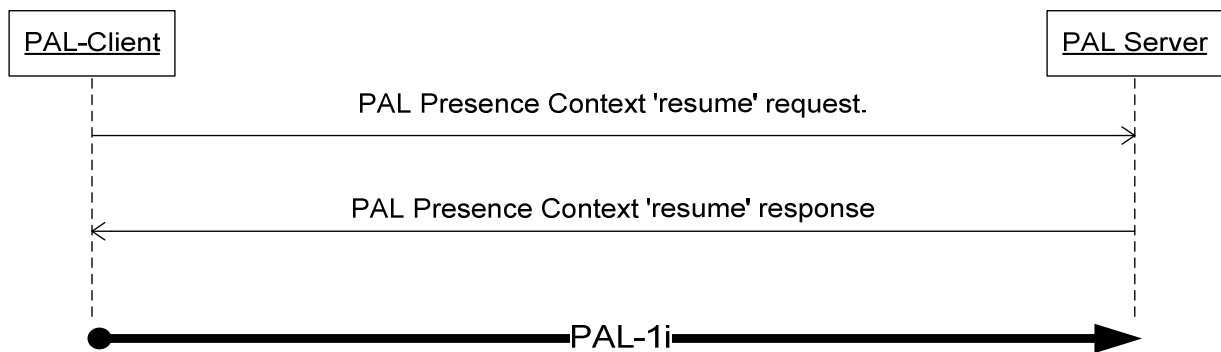 PAL-Client
PAL Server
PAL Presence Context 'resume' request.
PAL Presence Context 'resume' response
PAL-1i